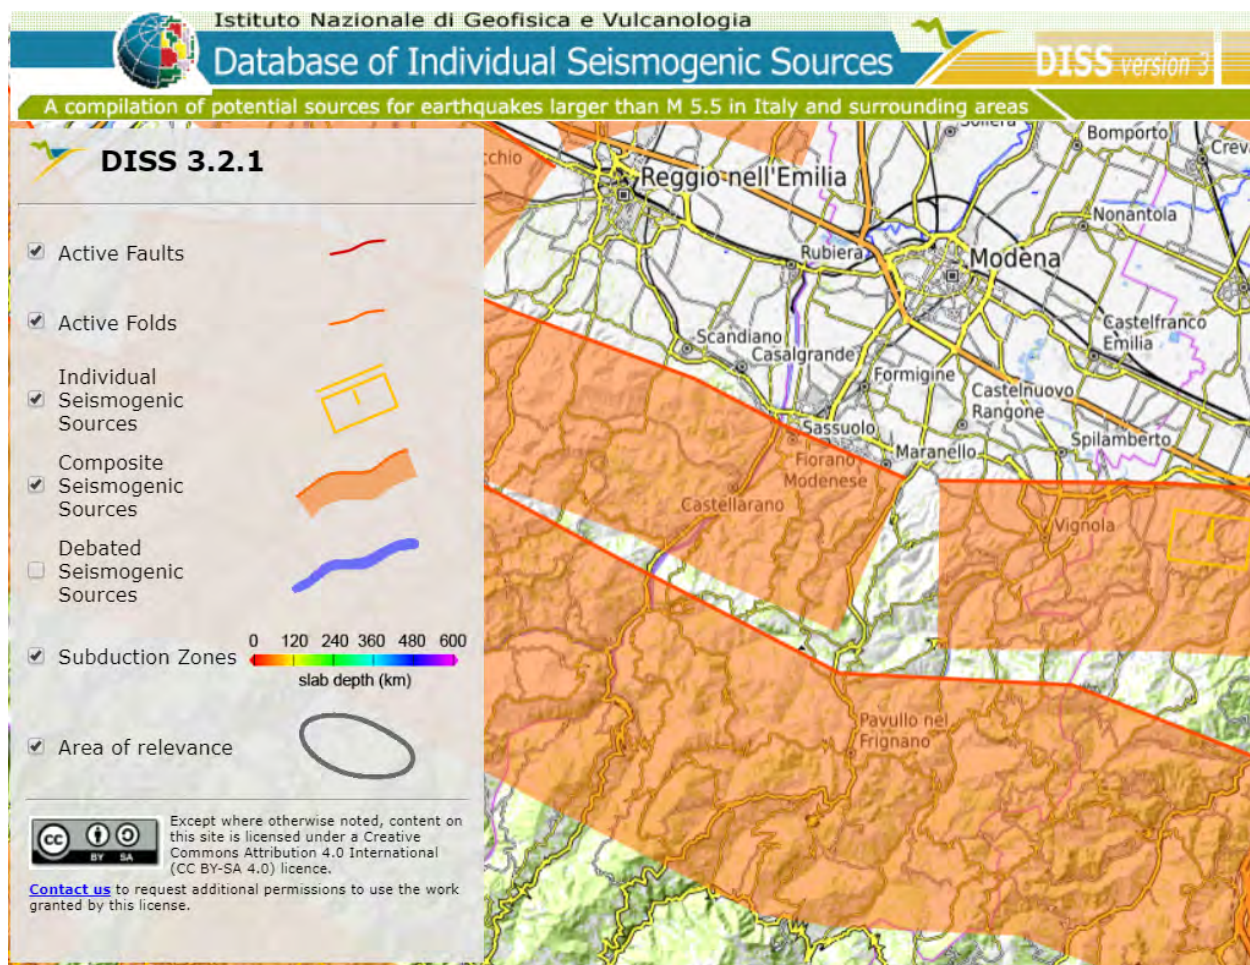 Istituto Nazionale di Geofisica e Vulcanologia
Database of Individual Seismogenic Sources
DISS version 3
A compilation of potential sources for earthquakes larger than M 5.5 in Italy and surrounding areas
DISS 3.2.1
Active Faults
Active Folds
Individual
Seismogenic
Sources
Composite
Seismogenic
Sources
Debated
Seismogenic
Sources
Subduction Zones
0 120 240 360 480 600
slab depth (km)
Area of relevance
cc
BY SA
Except where otherwise noted, content on
this site is licensed under a Creative
Commons Attribution 4.0 International
(CC BY-SA 4.0) licence.
Contact us to request additional permissions to use the work
granted by this license.
Bomporto
Reggio nell'Emilia
Nonantola
Rubiera
Modena
Scandiano
Casalgrande
Castelfranco
Emilia
Formigine
Castelnuovo
Rangone
Sassuolo
Spilamberto
Fiorano
Modenese
Maranello
Castellarano
Vignola
Pavullo nel
Frignano